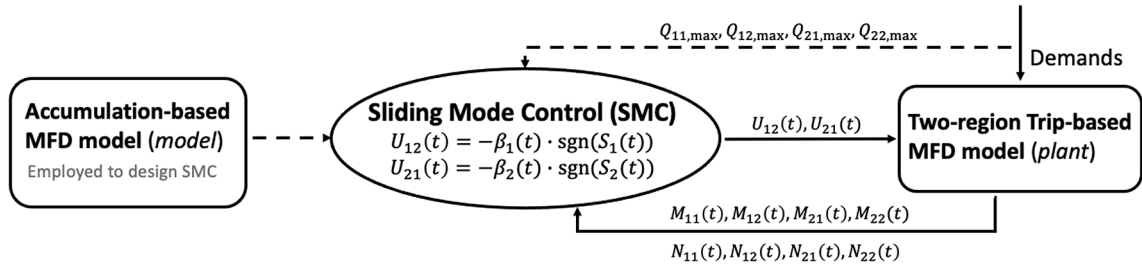 Q₁₁,max, Q₁₂,max, Q₂₁,max, Q₂₂,max
Demands
Accumulation-based
MFD model (model)
Employed to design SMC
Sliding Mode Control (SMC)
U₁₂(t) = −β₁(t) · sgn(S₁(t))
U₂₁(t) = −β₂(t) · sgn(S₂(t))
U₁₂(t), U₂₁(t)
Two-region Trip-based
MFD model (plant)
M₁₁(t), M₁₂(t), M₂₁(t), M₂₂(t)
N₁₁(t), N₁₂(t), N₂₁(t), N₂₂(t)